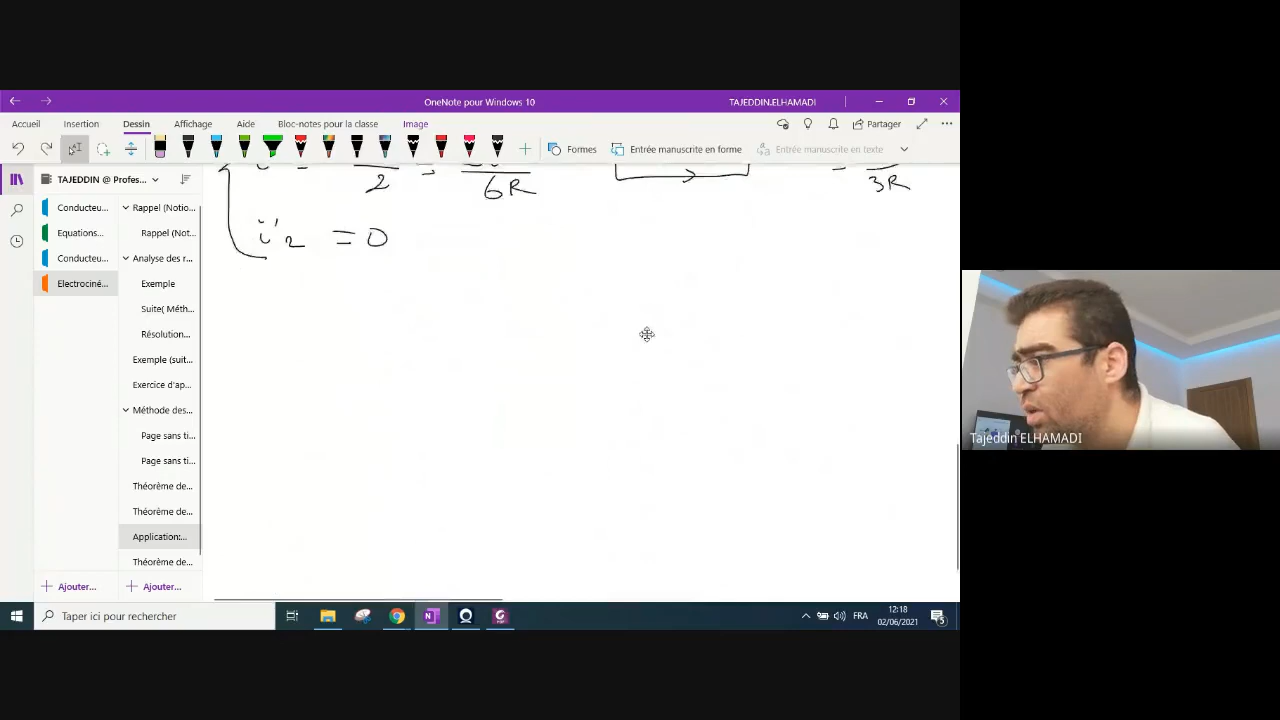 OneNote pour Windows 10
TAJEDDIN.ELHAMADI
Accueil Insertion Dessin Affichage Aide Bloc-notes pour la classe Image Partager
Formes Entrée manuscrite en forme Entrée manuscrite en texte
TAJEDDIN @ Profes...
Conducteu...
Equations...
Conducteu...
Electrociné...
Rappel (Notio...
Rappel (Not...
Analyse des r...
Exemple
Suite( Méth...
Résolution...
Exemple (suit...
Exercice d'ap...
Méthode des...
Page sans ti...
Page sans ti...
Théorème de...
Théorème de...
Application:...
Théorème de...
Ajouter... Ajouter...
2 = 6R
= 3R
i'2 = 0
Tajeddin ELHAMADI
Taper ici pour rechercher
FRA
12:18
02/06/2021
5